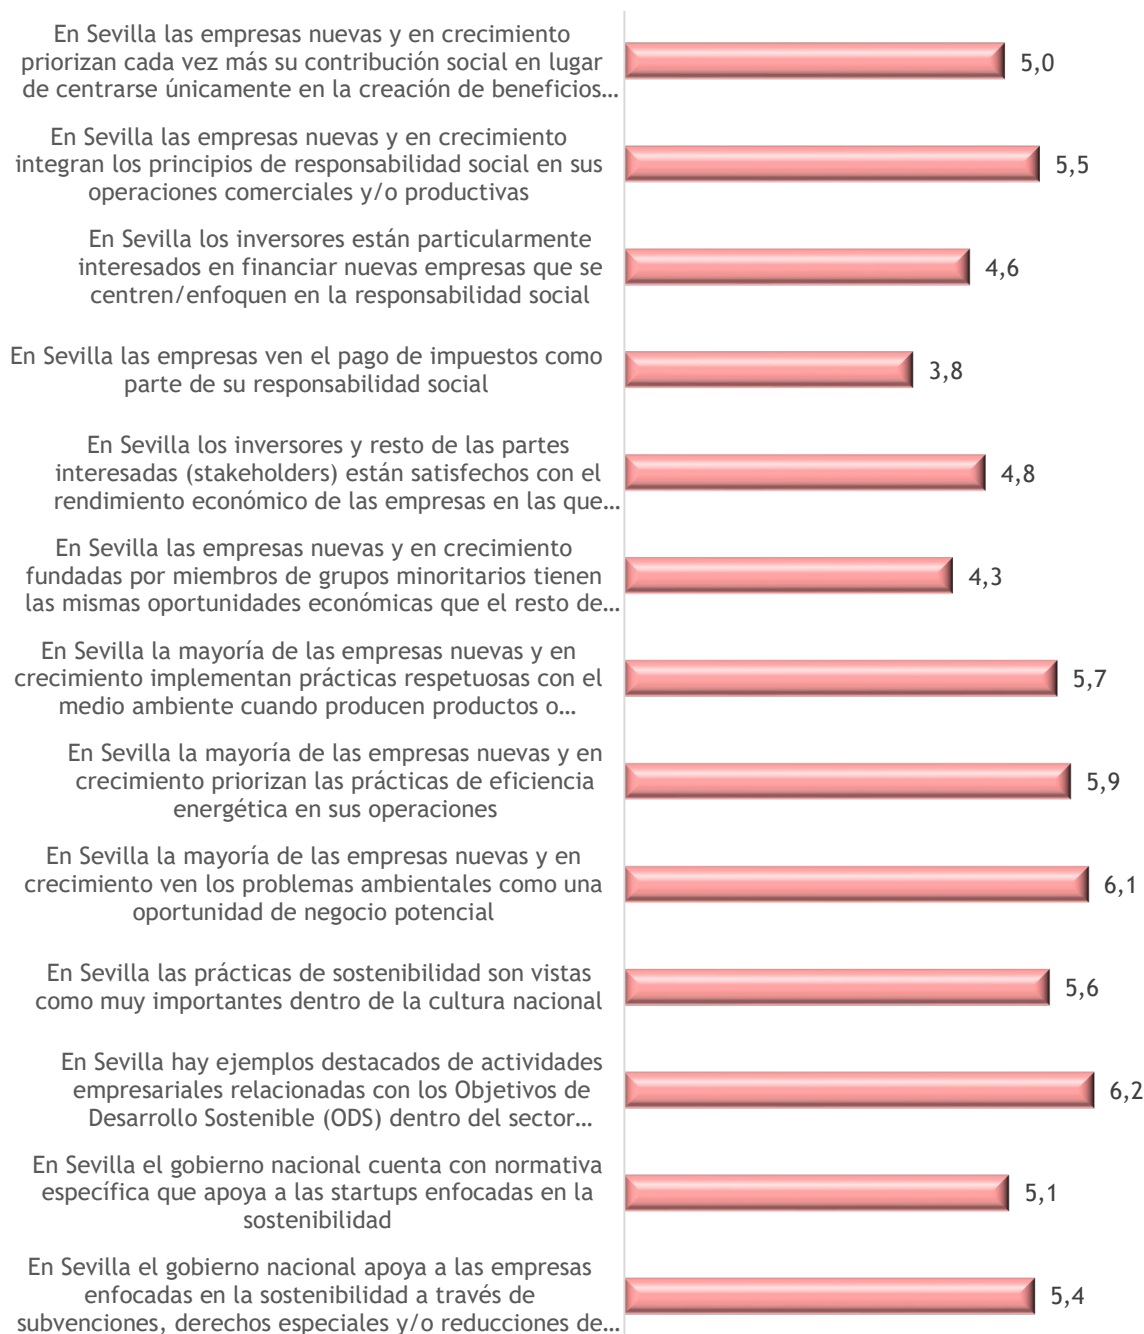 En Sevilla las empresas nuevas y en crecimiento
priorizan cada vez más su contribución social en lugar
de centrarse únicamente en la creación de beneficios…
5,0
En Sevilla las empresas nuevas y en crecimiento
integran los principios de responsabilidad social en sus
operaciones comerciales y/o productivas
5,5
En Sevilla los inversores están particularmente
interesados en financiar nuevas empresas que se
centren/enfoquen en la responsabilidad social
4,6
En Sevilla las empresas ven el pago de impuestos como
parte de su responsabilidad social
3,8
En Sevilla los inversores y resto de las partes
interesadas (stakeholders) están satisfechos con el
rendimiento económico de las empresas en las que…
4,8
En Sevilla las empresas nuevas y en crecimiento
fundadas por miembros de grupos minoritarios tienen
las mismas oportunidades económicas que el resto de…
4,3
En Sevilla la mayoría de las empresas nuevas y en
crecimiento implementan prácticas respetuosas con el
medio ambiente cuando producen productos o…
5,7
En Sevilla la mayoría de las empresas nuevas y en
crecimiento priorizan las prácticas de eficiencia
energética en sus operaciones
5,9
En Sevilla la mayoría de las empresas nuevas y en
crecimiento ven los problemas ambientales como una
oportunidad de negocio potencial
6,1
En Sevilla las prácticas de sostenibilidad son vistas
como muy importantes dentro de la cultura nacional
5,6
En Sevilla hay ejemplos destacados de actividades
empresariales relacionadas con los Objetivos de
Desarrollo Sostenible (ODS) dentro del sector…
6,2
En Sevilla el gobierno nacional cuenta con normativa
específica que apoya a las startups enfocadas en la
sostenibilidad
5,1
En Sevilla el gobierno nacional apoya a las empresas
enfocadas en la sostenibilidad a través de
subvenciones, derechos especiales y/o reducciones de…
5,4